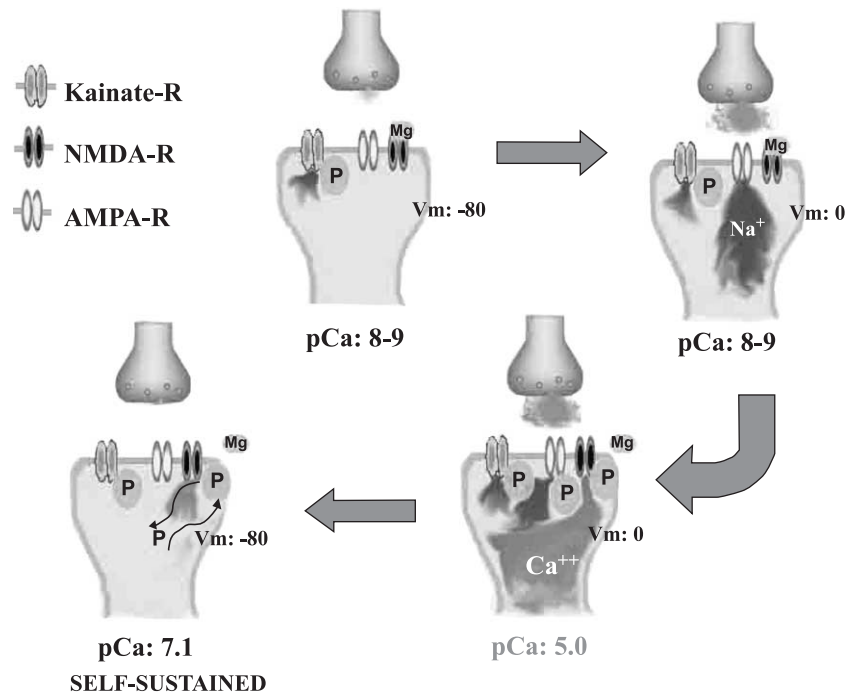 Kainate-R
NMDA-R
AMPA-R
Mg
P
Vm: -80
pCa: 8-9
Mg
P
Na+
Vm: 0
pCa: 8-9
Mg
P
P
P
Vm: 0
Ca++
pCa: 5.0
Mg
P
P
P
Vm: -80
pCa: 7.1
SELF-SUSTAINED